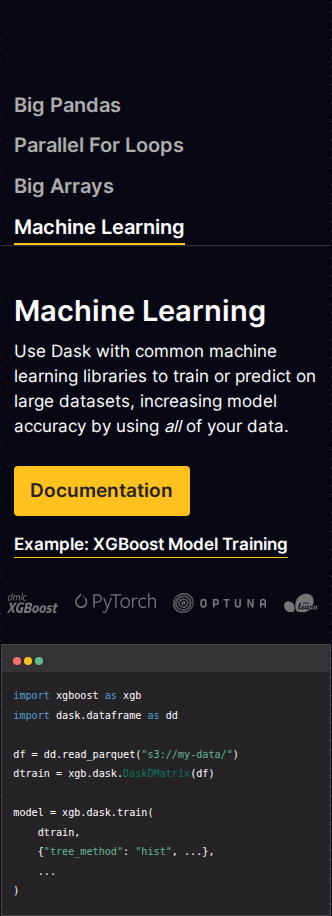 Big Pandas
Parallel For Loops
Big Arrays
Machine Learning
Machine Learning
Use Dask with common machine
learning libraries to train or predict on
large datasets, increasing model
accuracy by using all of your data.
Documentation
Example: XGBoost Model Training
dmlc
XGBoost
PyTorch
OPTUNA
learn
import xgboost as xgb
import dask.dataframe as dd
df = dd.read_parquet("s3://my-data/")
dtrain = xgb.dask.DaskDMatrix(df)
model = xgb.dask.train(
    dtrain,
    {"tree_method": "hist", ...},
    ...
)